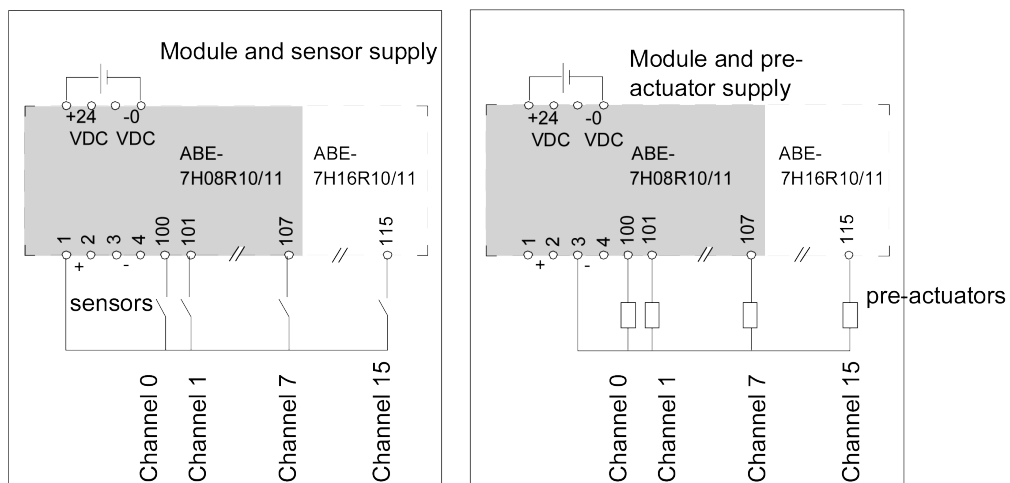 Module and sensor supply
+24 -0
VDC VDC
ABE-
7H08R10/11
ABE-
7H16R10/11
1 2 3 4 100 101 107 115
+ -
sensors
Channel 0
Channel 1
Channel 7
Channel 15
Module and pre-
actuator supply
+24 -0
VDC VDC
ABE-
7H08R10/11
ABE-
7H16R10/11
1 2 3 4 100 101 107 115
+ -
pre-actuators
Channel 0
Channel 1
Channel 7
Channel 15